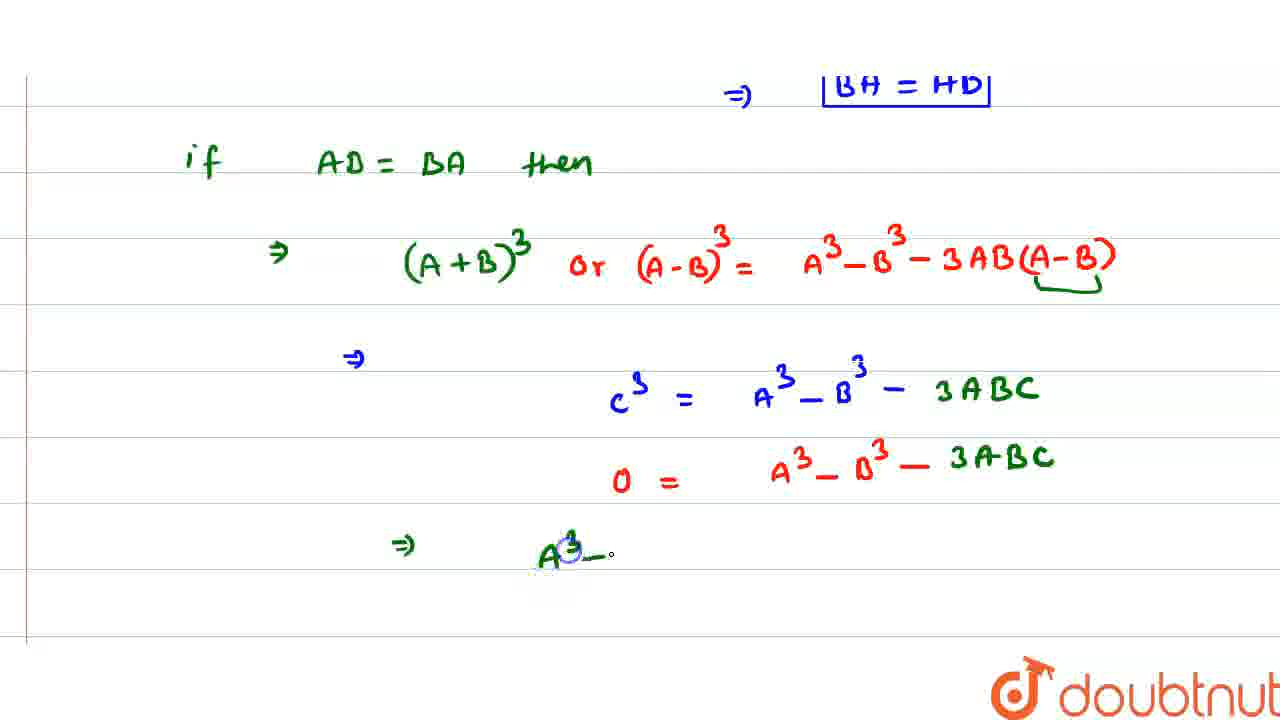 ⇒ BA = AB
if AB = BA then
⇒ (A+B)³ or (A-B)³ = A³-B³-3AB(A-B)
⇒ C³ = A³-B³-3ABC
0 = A³-B³-3ABC
⇒ A³-
doubtnut